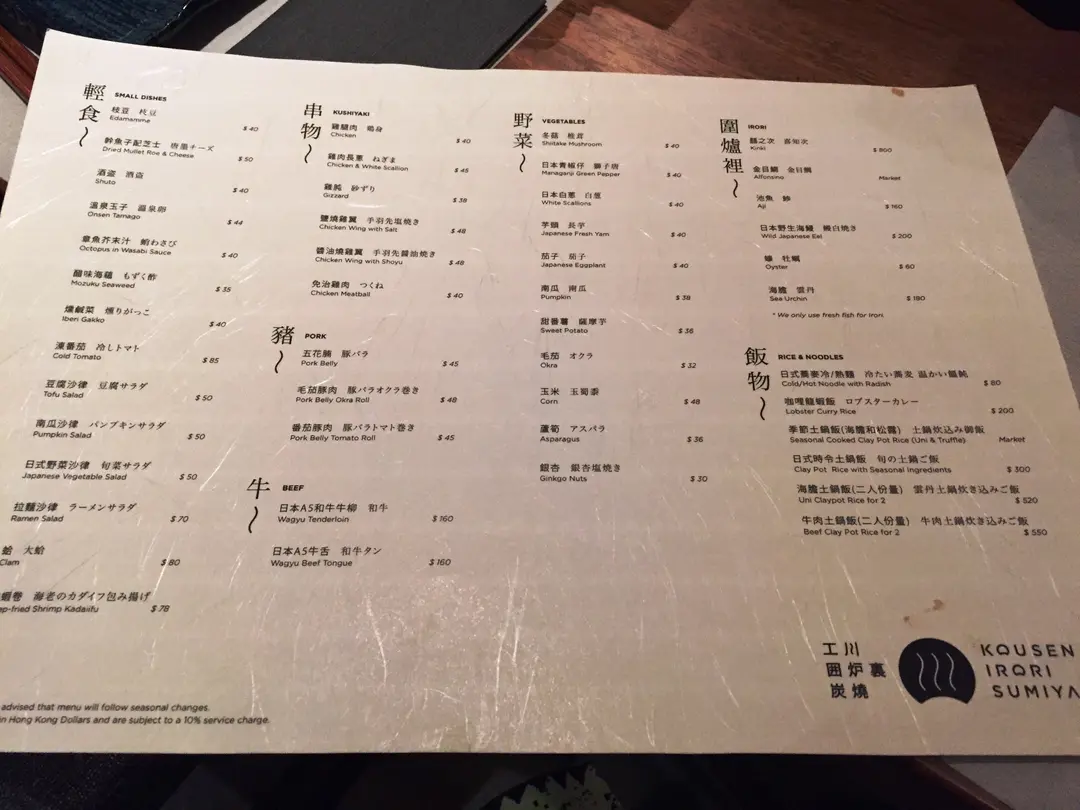 輕食 SMALL DISHES
枝豆 枝豆
Edamamme $ 40
幹魚子配芝士 唐墨チーズ
Dried Mullet Roe & Cheese $ 50
酒盗 酒盗
Shuto $ 40
溫泉玉子 温泉卵
Onsen Tamago $ 44
章魚芥末汁 蛸わさび
Octopus in Wasabi Sauce $ 40
醋味海蘊 もずく酢
Mozuku Seaweed $ 35
燻鹹菜 燻りがっこ
Iberi Gakko $ 40
凍番茄 冷しトマト
Cold Tomato $ 85
豆腐沙律 豆腐サラダ
Tofu Salad $ 50
南瓜沙律 パンプキンサラダ
Pumpkin Salad $ 50
日式野菜沙律 旬菜サラダ
Japanese Vegetable Salad $ 50
拉麵沙律 ラーメンサラダ
Ramen Salad $ 70
蛤 大蛤
Clam $ 80
蝦卷 海老のカダイフ包み揚げ
ep-fried Shrimp Kadaiifu $ 78
advised that menu will follow seasonal changes.
in Hong Kong Dollars and are subject to a 10% service charge.
串物 KUSHIYAKI
雞腿肉 鶏身
Chicken $ 40
雞肉長蔥 ねぎま
Chicken & White Scallion $ 45
雞肫 砂ずり
Gizzard $ 38
鹽燒雞翼 手羽先塩焼き
Chicken Wing with Salt $ 48
醬油燒雞翼 手羽先醤油焼き
Chicken Wing with Shoyu $ 48
免治雞肉 つくね
Chicken Meatball $ 40
豬 PORK
五花腩 豚バラ
Pork Belly $ 45
毛茄豚肉 豚バラオクラ巻き
Pork Belly Okra Roll $ 48
番茄豚肉 豚バラトマト巻き
Pork Belly Tomato Roll $ 45
牛 BEEF
日本A5和牛牛柳 和牛
Wagyu Tenderloin $ 160
日本A5牛舌 和牛タン
Wagyu Beef Tongue $ 160
野菜 VEGETABLES
冬菇 椎茸
Shiitake Mushroom $ 40
日本青椒仔 獅子唐
Managanji Green Pepper $ 40
日本白蔥 白葱
White Scallions $ 40
芋頭 長芋
Japanese Fresh Yam $ 40
茄子 茄子
Japanese Eggplant $ 40
南瓜 南瓜
Pumpkin $ 38
甜番薯 薩摩芋
Sweet Potato $ 36
毛茄 オクラ
Okra $ 32
玉米 玉蜀黍
Corn $ 48
蘆筍 アスパラ
Asparagus $ 36
銀杏 銀杏塩焼き
Ginkgo Nuts $ 30
圍爐裡 IRORI
囍之次 喜知次
Kinki $ 800
金目鯛 金目鯛
Alfonsino Market
池魚 鯵
Aji $ 160
日本野生海鰻 鰻白焼き
Wild Japanese Eel $ 200
蠔 牡蠣
Oyster $ 60
海膽 雲丹
Sea Urchin $ 180
* We only use fresh fish for Irori
飯物 RICE & NOODLES
日式蕎麥冷/熱麵 冷たい蕎麦 温かい饂飩
Cold/Hot Noodle with Radish $ 80
咖哩龍蝦飯 ロブスターカレー
Lobster Curry Rice $ 200
季節土鍋飯(海膽和松露) 土鍋炊き込み御飯
Seasonal Cooked Clay Pot Rice (Uni & Truffle) Market
日式時令土鍋飯 旬の土鍋ご飯
Clay Pot Rice with Seasonal Ingredients $ 300
海膽土鍋飯(二人份量) 雲丹土鍋炊き込みご飯
Uni Claypot Rice for 2 $ 520
牛肉土鍋飯(二人份量) 牛肉土鍋炊き込みご飯
Beef Clay Pot Rice for 2 $ 550
工川
囲炉裏
炭燒
KOUSEN
IRORI
SUMIYA